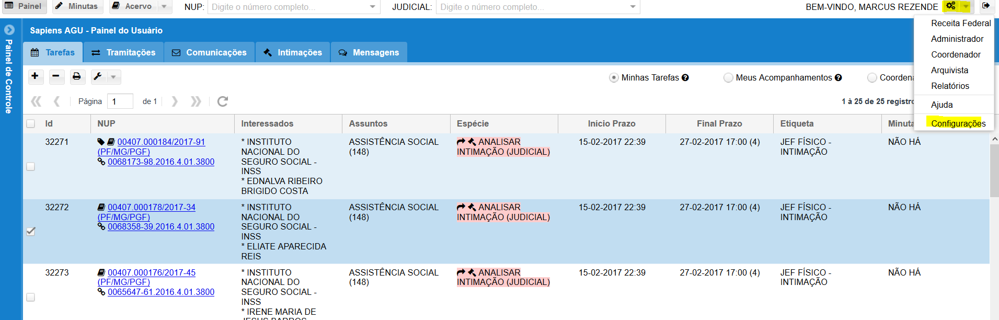 Painel Minutas Acervo NUP: Digite o número completo... JUDICIAL: Digite o número completo... BEM-VINDO, MARCUS REZENDE
Receita Federal
Administrador
Coordenador
Arquivista
Relatórios
Ajuda
Configurações
Painel de Controle
Sapiens AGU - Painel do Usuário
Tarefas Tramitações Comunicações Intimações Mensagens
Minhas Tarefas Meus Acompanhamentos Coordena
Página 1 de 1 1 à 25 de 25 registro
Id NUP Interessados Assuntos Espécie Início Prazo Final Prazo Etiqueta Minuta
32271 00407.000184/2017-91 * INSTITUTO ASSISTÊNCIA SOCIAL ANALISAR 15-02-2017 22:39 27-02-2017 17:00 (4) JEF FÍSICO - NÃO HÁ
(PF/MG/PGF) NACIONAL DO (148) INTIMAÇÃO (JUDICIAL) INTIMAÇÃO
0068173-98.2016.4.01.3800 SEGURO SOCIAL -
INSS
* EDNALVA RIBEIRO
BRIGIDO COSTA
32272 00407.000178/2017-34 * INSTITUTO ASSISTÊNCIA SOCIAL ANALISAR 15-02-2017 22:39 27-02-2017 17:00 (4) JEF FÍSICO - NÃO HÁ
(PF/MG/PGF) NACIONAL DO (148) INTIMAÇÃO (JUDICIAL) INTIMAÇÃO
0068358-39.2016.4.01.3800 SEGURO SOCIAL -
INSS
* ELIATE APARECIDA
REIS
32273 00407.000176/2017-45 * INSTITUTO ASSISTÊNCIA SOCIAL ANALISAR 15-02-2017 22:39 27-02-2017 17:00 (4) JEF FÍSICO - NÃO HÁ
(PF/MG/PGF) NACIONAL DO (148) INTIMAÇÃO (JUDICIAL) INTIMAÇÃO
0065647-61.2016.4.01.3800 SEGURO SOCIAL -
INSS
* IRENE MARIA DE
JESUS BARROS